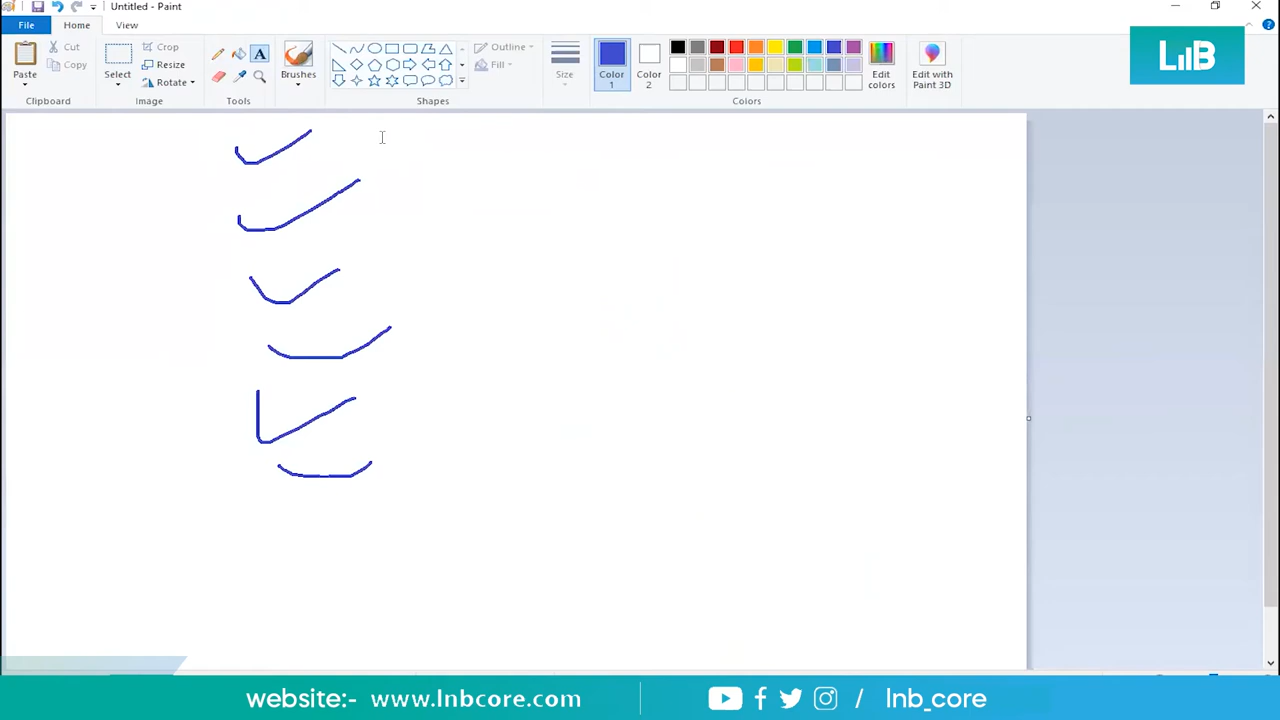 Untitled - Paint
File Home View
Paste
Cut
Copy
Clipboard
Select
Crop
Resize
Rotate
Image
A
Tools
Brushes
Outline
Fill
Shapes
Size
Color 1
Color 2
Edit colors
Edit with Paint 3D
Colors
LnB
website:- www.lnbcore.com / lnb_core